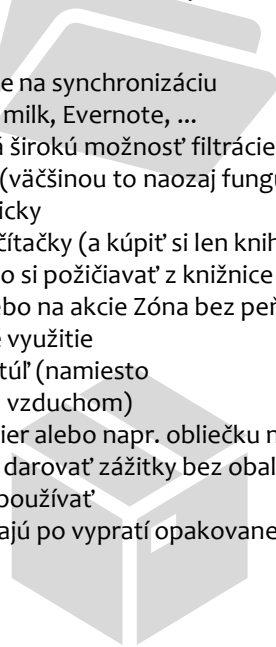 e na synchronizáciu
milk, Evernote, ...
širokú možnosť filtrácie
(väčšinou to naozaj fungu
icky
čítačky (a kúpiť si len knih
o si požičiavať z knižnice
ebo na akcie Zóna bez peň
využitie
túľ (namiesto
vzduchom)
ier alebo napr. obliečku n
darovať zážitky bez obal
používať
ajú po vypratí opakovane